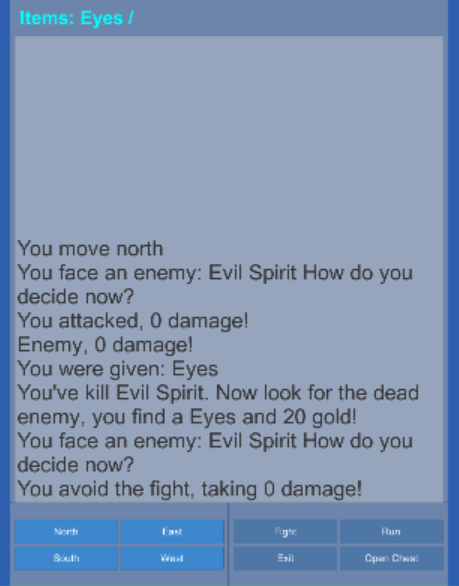 Items: Eyes /
You move north
You face an enemy: Evil Spirit How do you
decide now?
You attacked, 0 damage!
Enemy, 0 damage!
You were given: Eyes
You've kill Evil Spirit. Now look for the dead
enemy, you find a Eyes and 20 gold!
You face an enemy: Evil Spirit How do you
decide now?
You avoid the fight, taking 0 damage!
North East Fight Run
South West Exit Open Chest